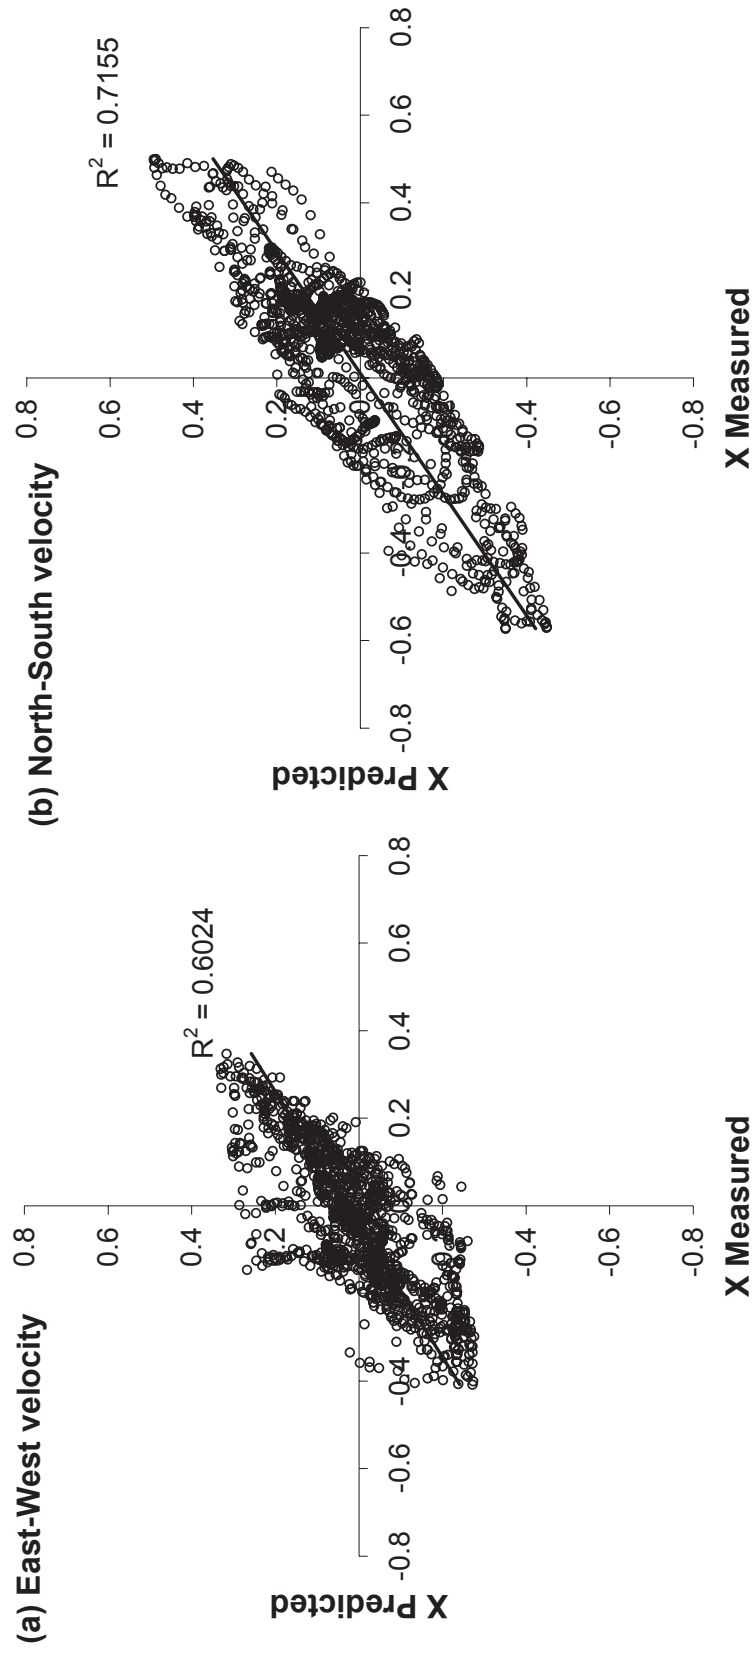 (a) East-West velocity
R² = 0.6024
0.8
0.6
0.4
0.2
-0.4
-0.6
-0.8
-0.8 -0.6 -0.4 0.2 0.4 0.6 0.8
X Predicted
X Measured
(b) North-South velocity
R² = 0.7155
0.8
0.6
0.4
0.2
-0.4
-0.6
-0.8
-0.8 -0.6 -0.4 0.2 0.4 0.6 0.8
X Predicted
X Measured